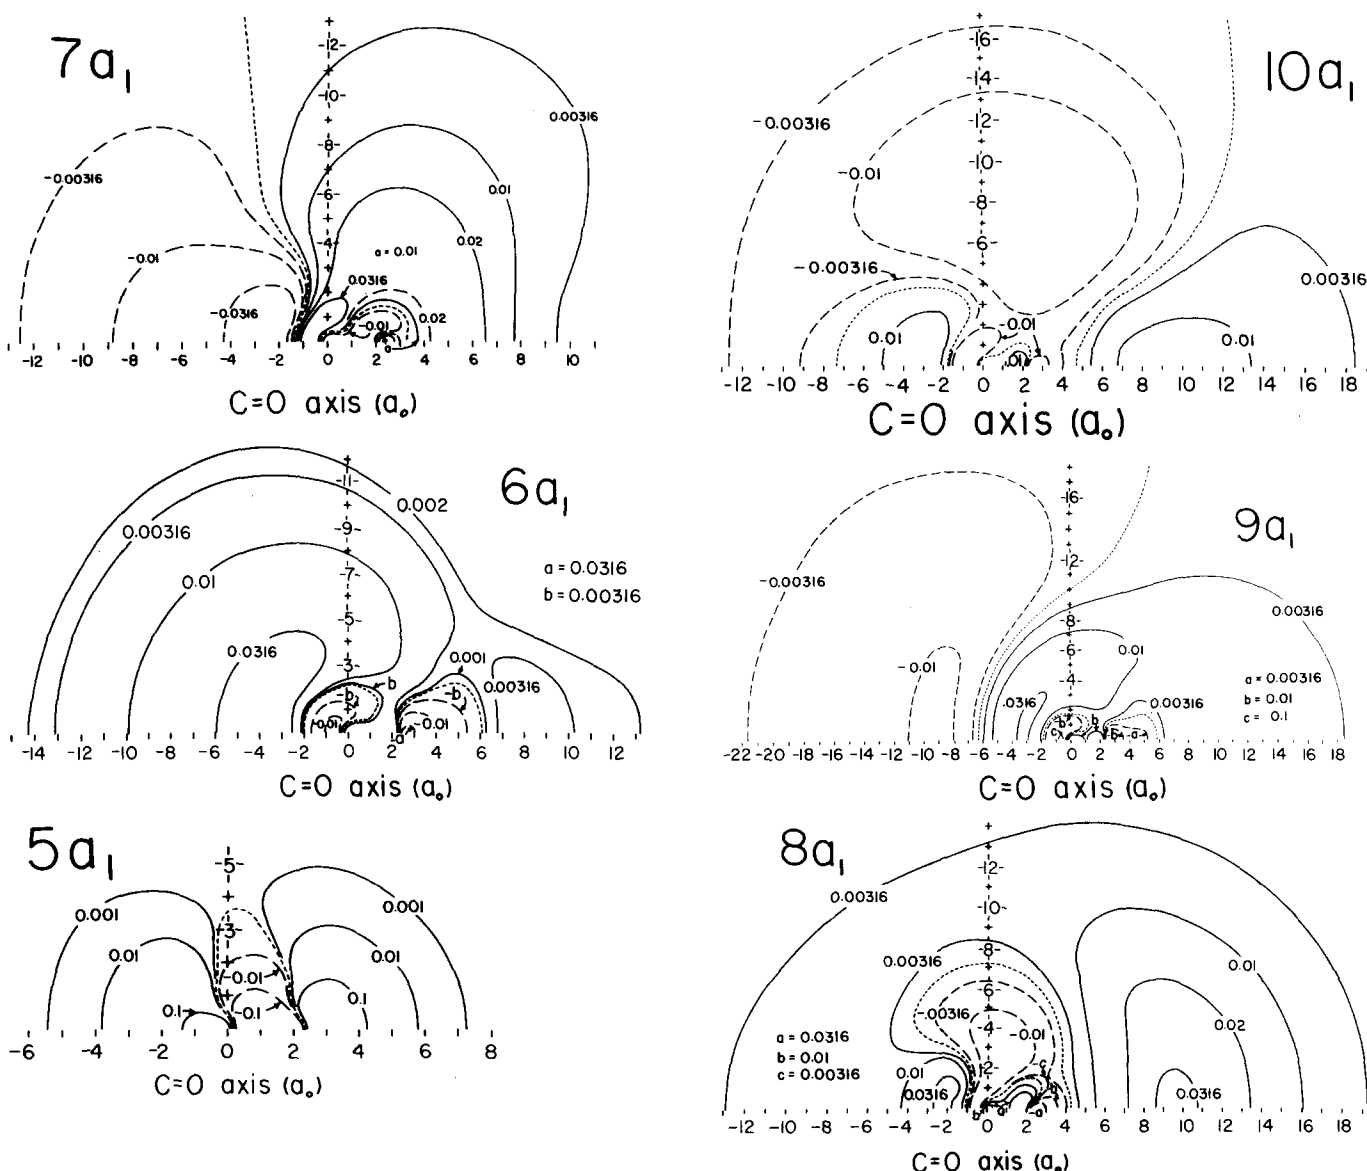 7a₁
-12-
-10-
-8-
-6-
-4-
-0.00316
-0.01
-0.0316
0.00316
0.01
0.02
a = 0.01
0.0316
-0.01
0.02
a
-12 -10 -8 -6 -4 -2 0 2 4 6 8 10
C=O axis (a₀)
10a₁
-16-
-14-
-12-
-10-
-8-
-6-
-0.00316
-0.01
-0.00316
0.01
-0.01
.01
0.00316
0.01
-12 -10 -8 -6 -4 -2 0 2 4 6 8 10 12 14 16 18
C=O axis (a₀)
6a₁
-11-
-9-
-7-
-5-
-3-
0.002
0.00316
0.01
0.0316
a = 0.0316
b = 0.00316
b
-b
-0.01
0.001
0.00316
-b
-0.01
-a
-14 -12 -10 -8 -6 -4 -2 0 2 4 6 8 10 12
C=O axis (a₀)
9a₁
-16-
-12-
-8-
-6-
-4-
-0.00316
-0.01
0.00316
0.01
.0316
0.00316
a = 0.00316
b = 0.01
c = 0.1
b
b
c
b
-a-
-22 -20 -18 -16 -14 -12 -10 -8 -6 -4 -2 0 2 4 6 8 10 12 14 16 18
C=O axis (a₀)
5a₁
-5-
-3-
0.001
0.01
0.1
-0.01
-0.1
0.001
0.01
0.1
-6 -4 -2 0 2 4 6 8
C=O axis (a₀)
8a₁
-12-
-10-
-8-
-6-
-4-
-2
0.00316
0.00316
-0.00316
-0.01
0.01
0.0316
0.01
0.02
0.0316
a = 0.0316
b = 0.01
c = 0.00316
-c
b
a
-a
-12 -10 -8 -6 -4 -2 0 2 4 6 8 10 12 14 16 18
C=O axis (a₀)